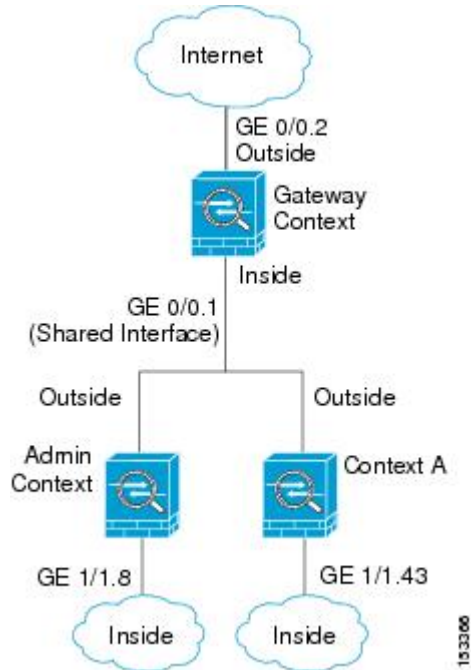 Internet
GE 0/0.2
Outside
Gateway
Context
Inside
GE 0/0.1
(Shared Interface)
Outside
Outside
Admin
Context
Context A
GE 1/1.8
GE 1/1.43
Inside
Inside
153366